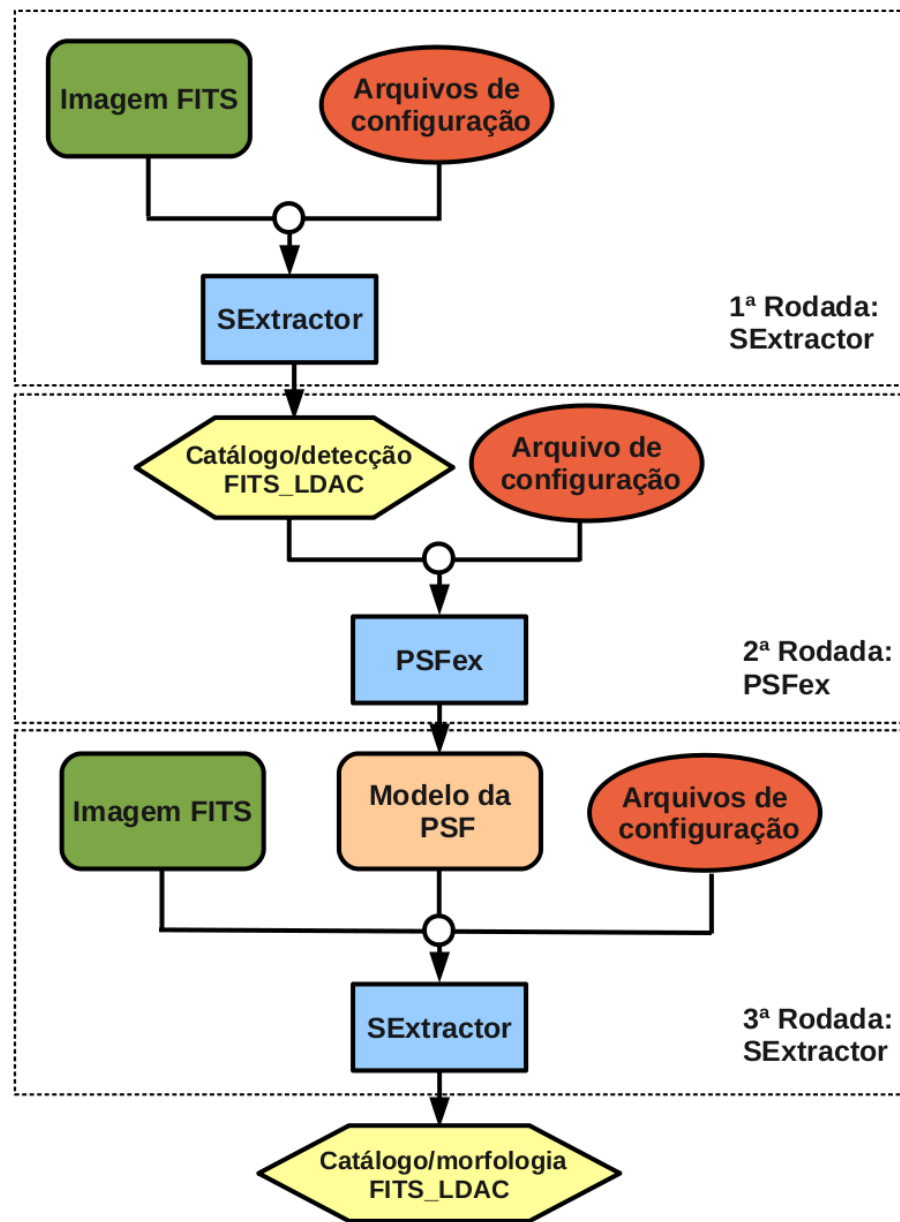 Imagem FITS
Arquivos de
configuração
SExtractor
1ª Rodada:
SExtractor
Catálogo/detecção
FITS_LDAC
Arquivo de
configuração
PSFex
2ª Rodada:
PSFex
Imagem FITS
Modelo da
PSF
Arquivos de
configuração
SExtractor
3ª Rodada:
SExtractor
Catálogo/morfologia
FITS_LDAC